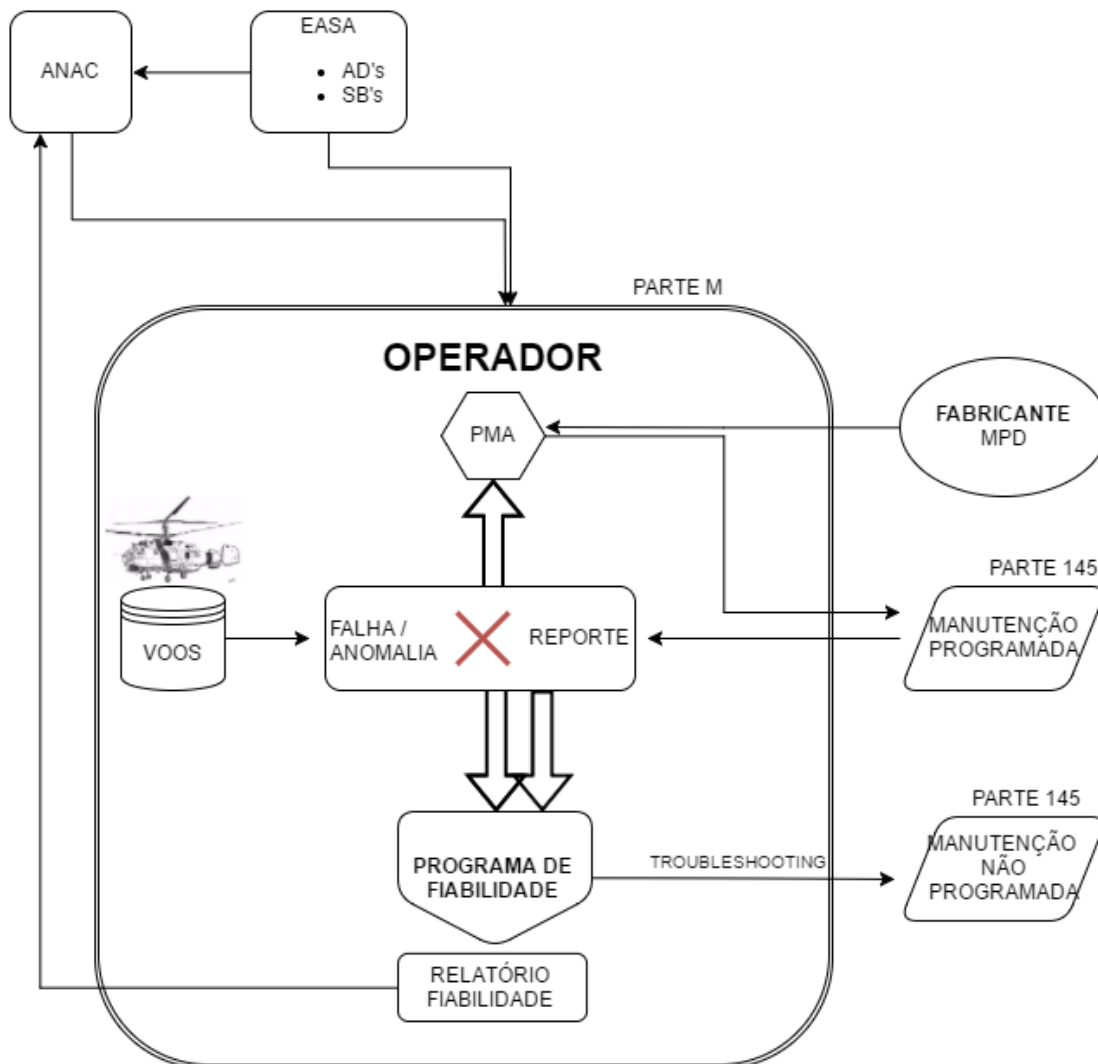 EASA
ANAC
• AD's
• SB's
PARTE M
OPERADOR
PMA
FABRICANTE
MPD
PARTE 145
FALHA /
ANOMALIA
REPORTE
VOOS
MANUTENÇÃO
PROGRAMADA
PARTE 145
PROGRAMA DE
FIABILIDADE
TROUBLESHOOTING
MANUTENÇÃO
NÃO
PROGRAMADA
RELATÓRIO
FIABILIDADE